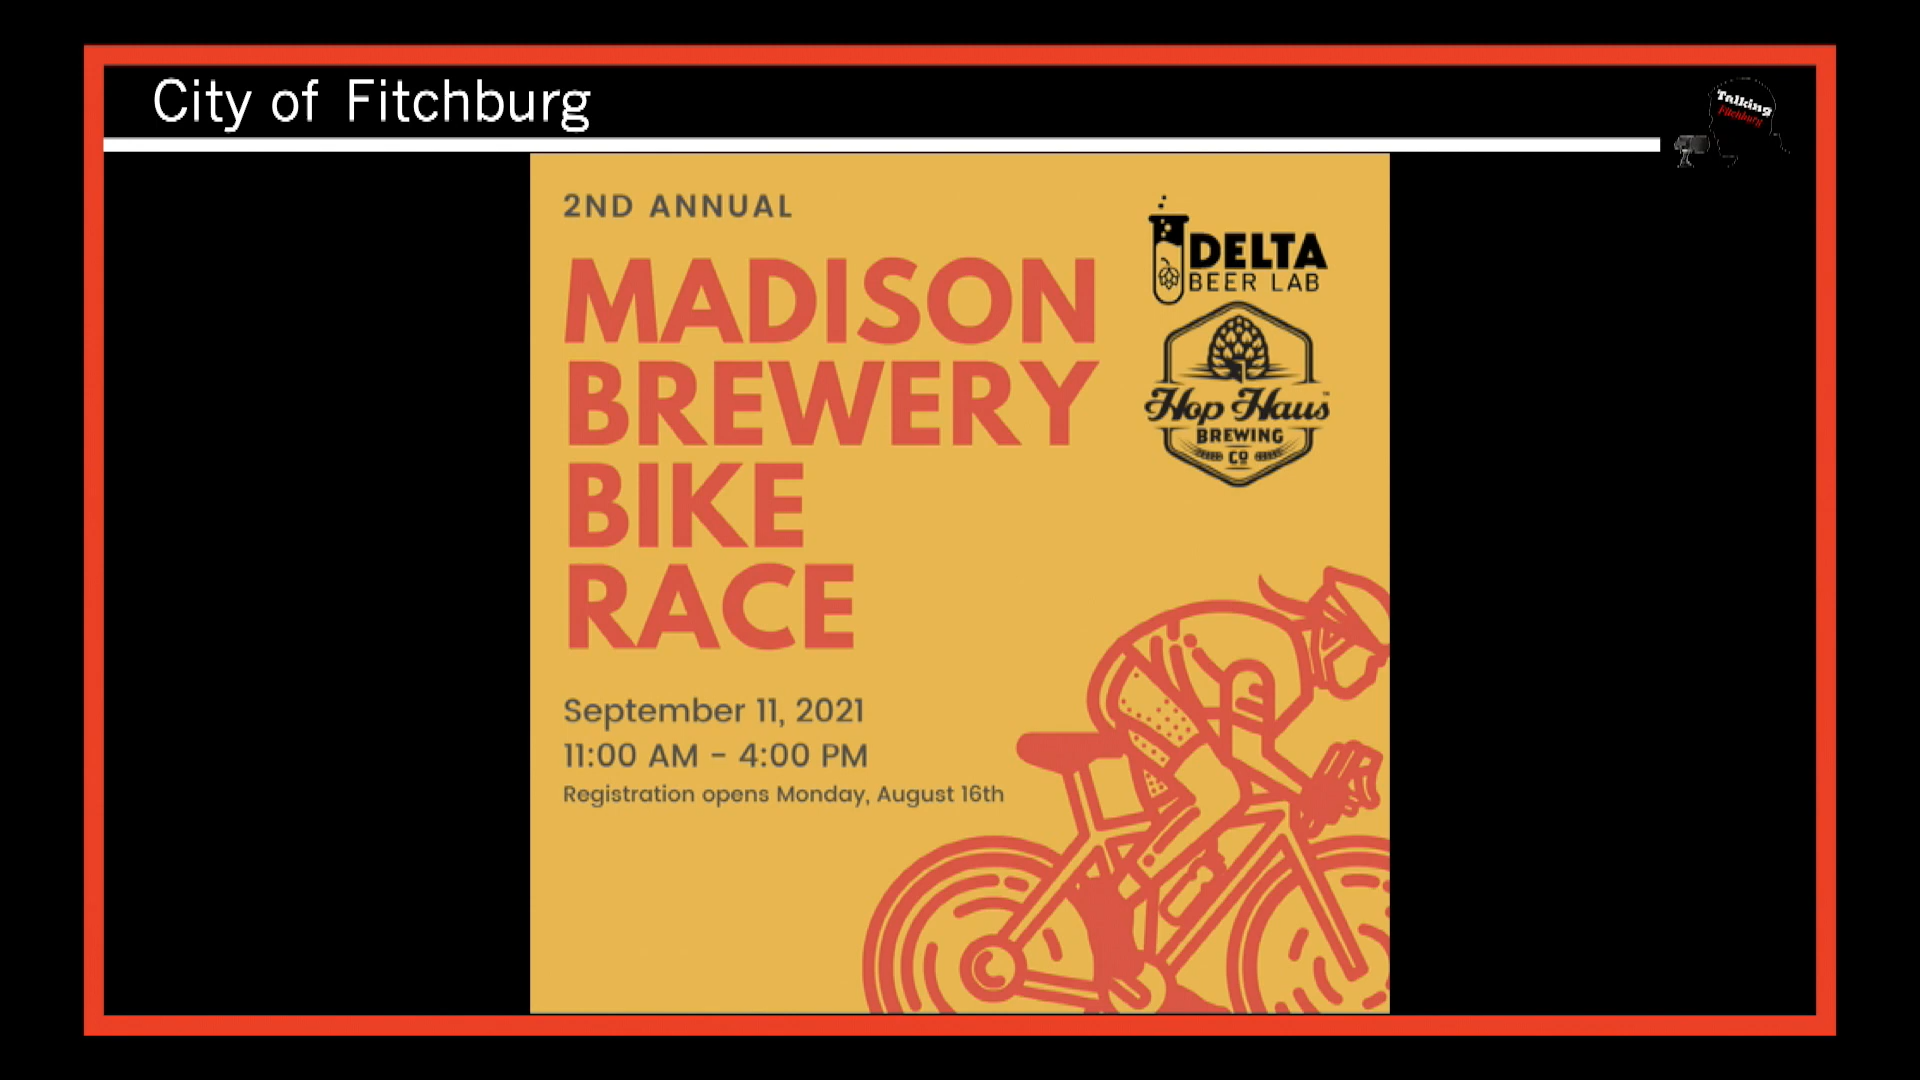 City of Fitchburg
Talking
Fitchburg
2ND ANNUAL
MADISON
BREWERY
BIKE
RACE
DELTA
BEER LAB
Hop Haus
BREWING
CO
September 11, 2021
11:00 AM - 4:00 PM
Registration opens Monday, August 16th